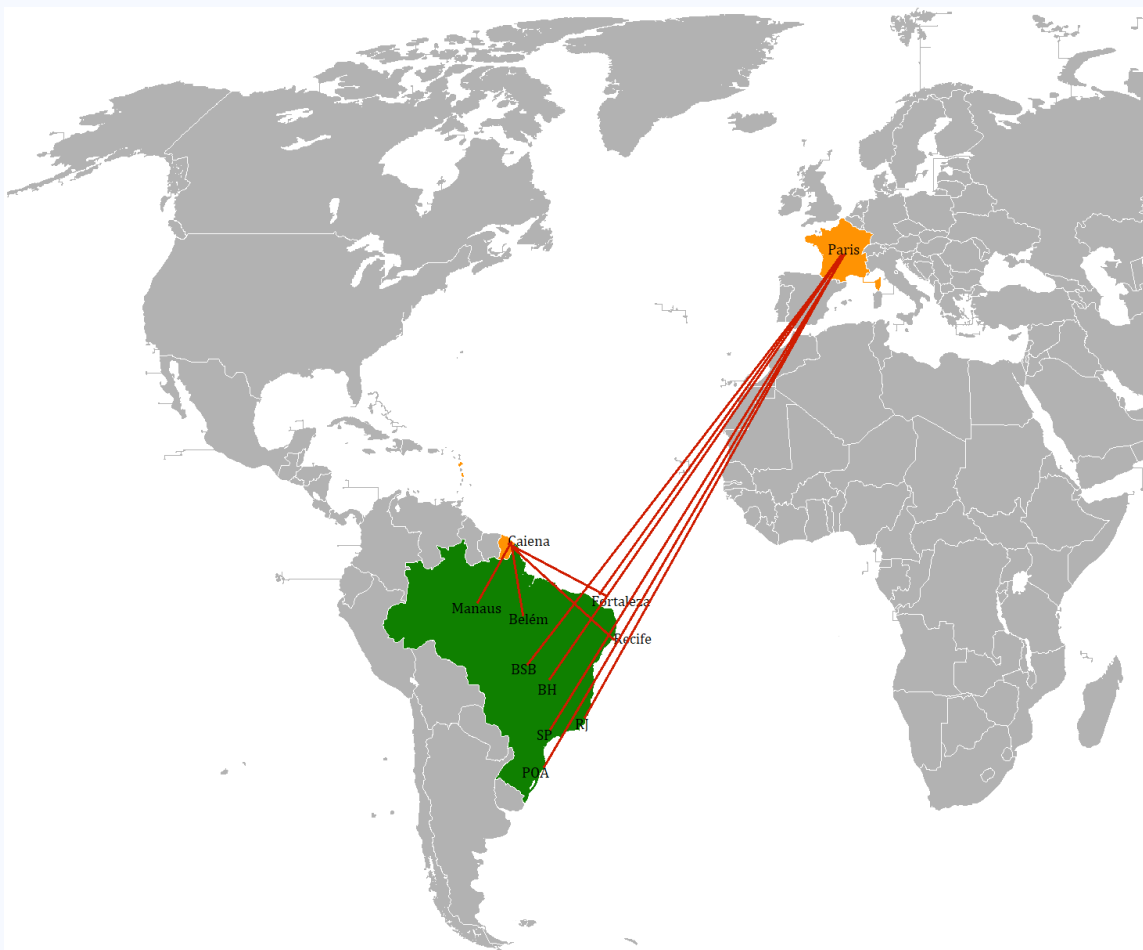 Paris
Caiena
Fortaleza
Manaus
Belém
Recife
BSB
BH
RJ
SP
POA